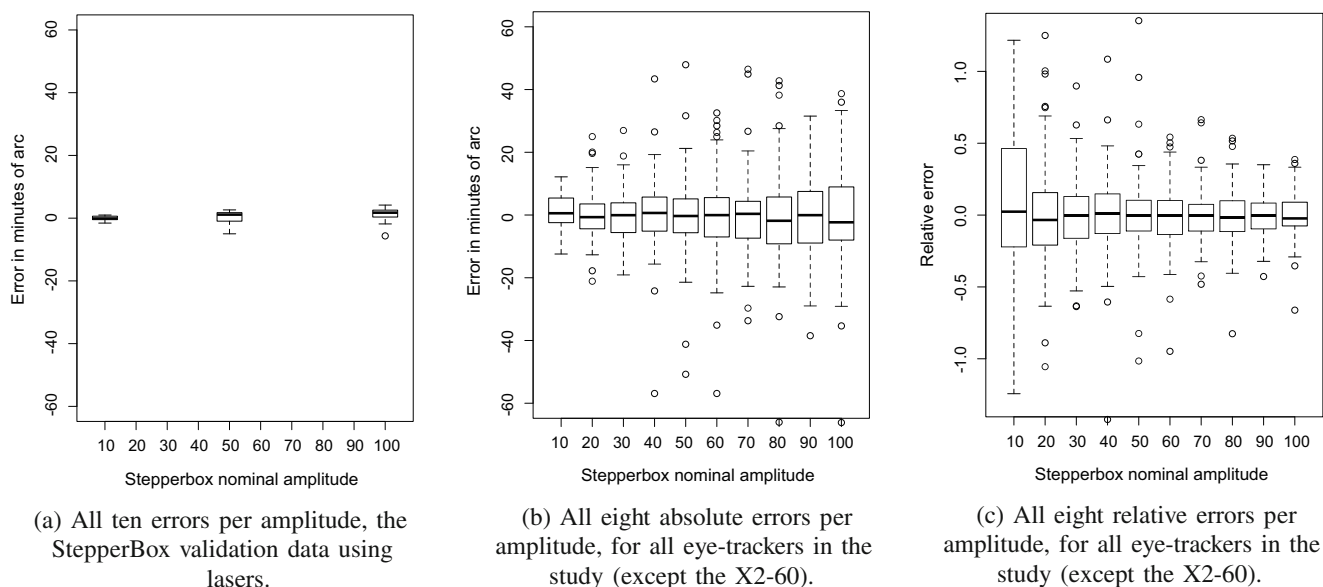 60
40
20
0
-20
-40
-60
Error in minutes of arc
10 20 30 40 50 60 70 80 90 100
Stepperbox nominal amplitude
(a) All ten errors per amplitude, the
StepperBox validation data using
lasers.
60
40
20
0
-20
-40
-60
Error in minutes of arc
10 20 30 40 50 60 70 80 90 100
Stepperbox nominal amplitude
(b) All eight absolute errors per
amplitude, for all eye-trackers in the
study (except the X2-60).
1.0
0.5
0.0
-0.5
-1.0
Relative error
10 20 30 40 50 60 70 80 90 100
Stepperbox nominal amplitude
(c) All eight relative errors per
amplitude, for all eye-trackers in the
study (except the X2-60).